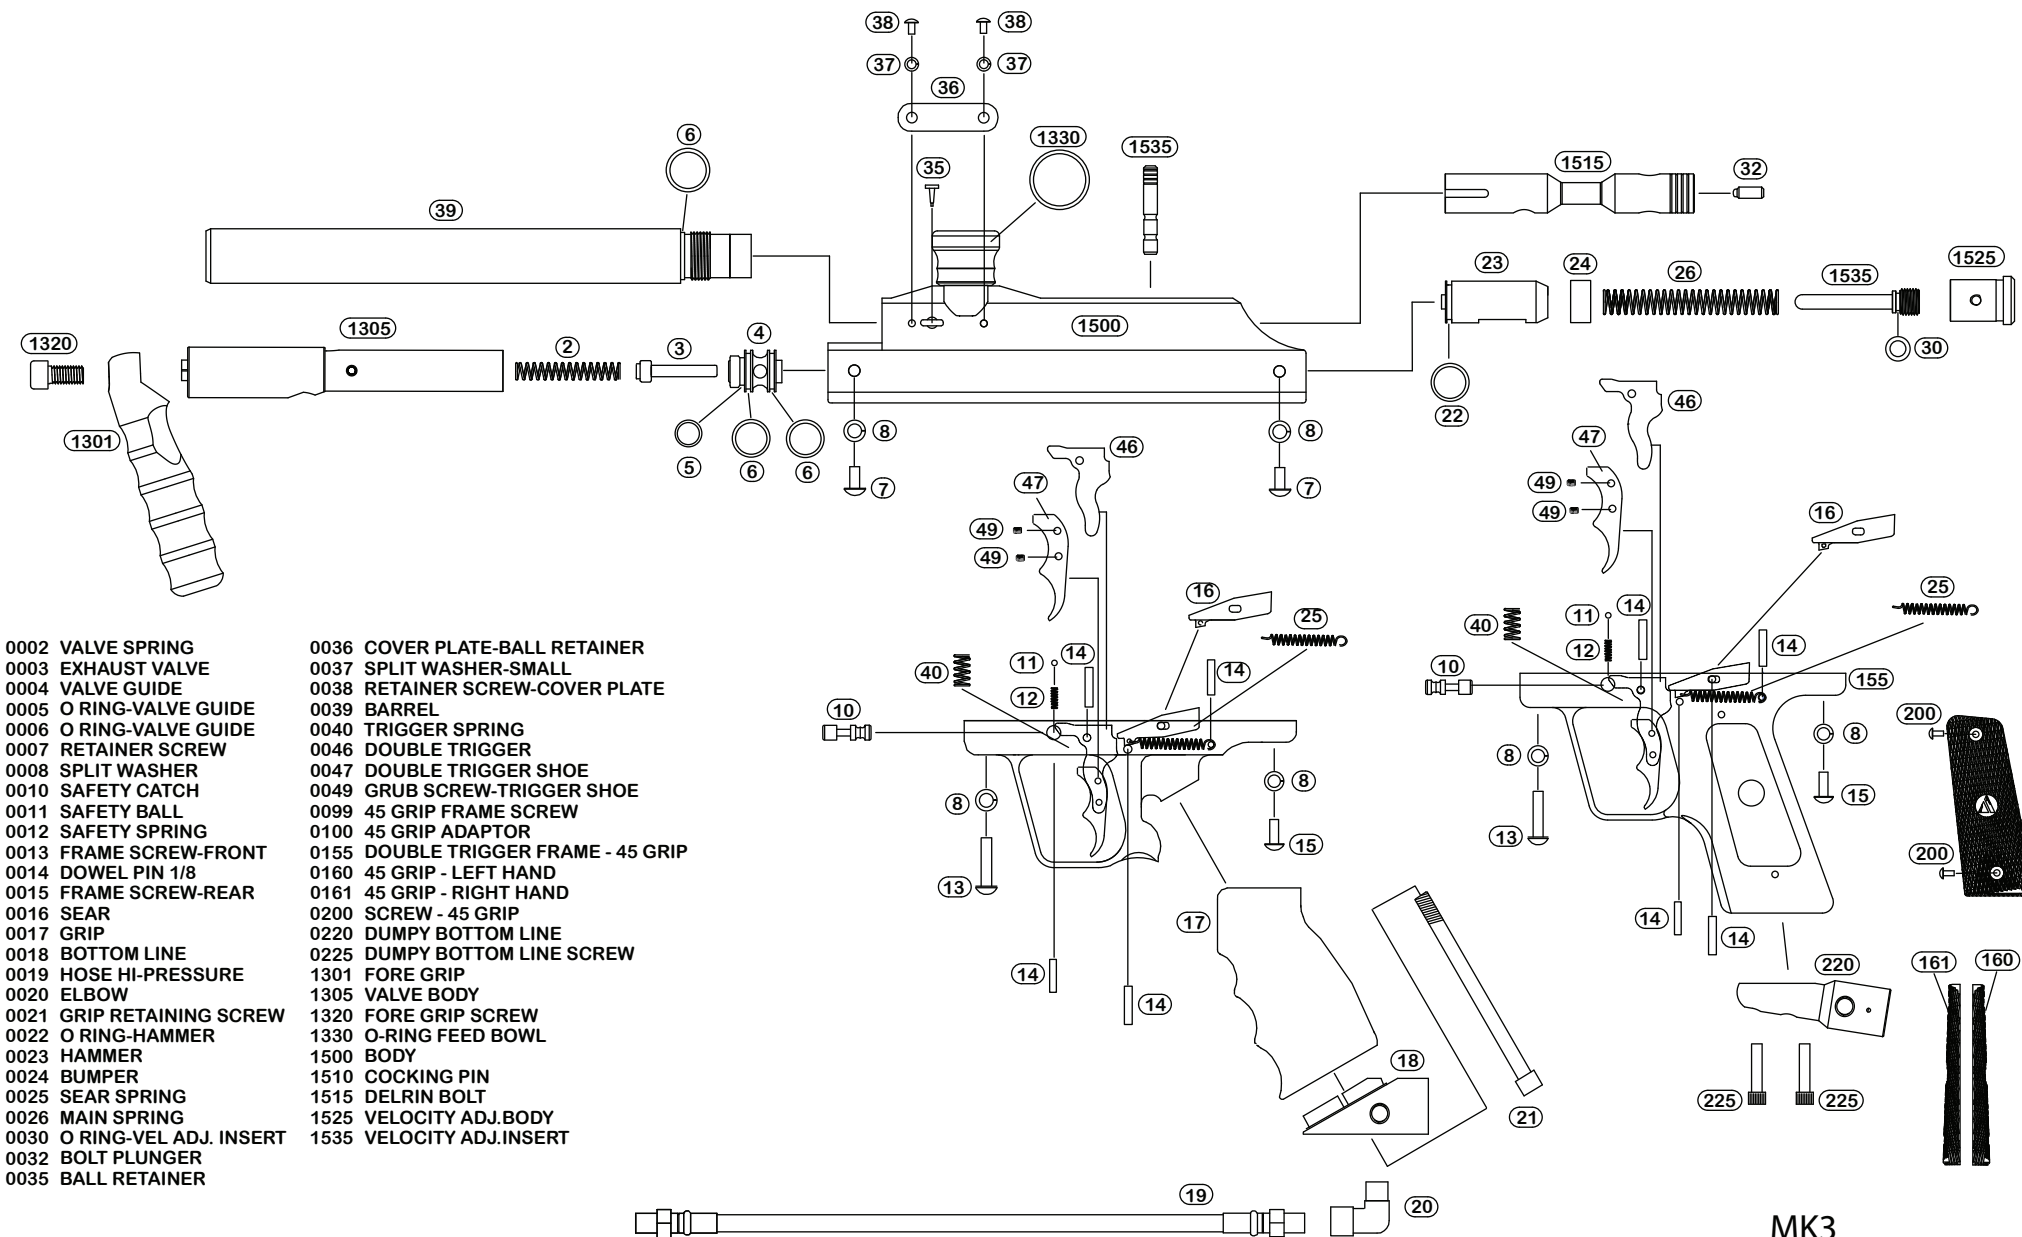 38
38
37
37
36
6
1330
1535
35
1515
32
39
23
24
26
1535
1525
1320
1305
2
3
4
1500
30
22
1301
5
6
6
8
7
8
7
46
47
49
49
16
25
40
11
14
12
14
10
8
13
8
15
17
14
14
18
21
46
47
49
49
16
25
40
11
14
12
14
10
155
8
8
13
15
200
200
14
14
220
161
160
225
225
0002 VALVE SPRING
0003 EXHAUST VALVE
0004 VALVE GUIDE
0005 O RING-VALVE GUIDE
0006 O RING-VALVE GUIDE
0007 RETAINER SCREW
0008 SPLIT WASHER
0010 SAFETY CATCH
0011 SAFETY BALL
0012 SAFETY SPRING
0013 FRAME SCREW-FRONT
0014 DOWEL PIN 1/8
0015 FRAME SCREW-REAR
0016 SEAR
0017 GRIP
0018 BOTTOM LINE
0019 HOSE HI-PRESSURE
0020 ELBOW
0021 GRIP RETAINING SCREW
0022 O RING-HAMMER
0023 HAMMER
0024 BUMPER
0025 SEAR SPRING
0026 MAIN SPRING
0030 O RING-VEL ADJ. INSERT
0032 BOLT PLUNGER
0035 BALL RETAINER
0036 COVER PLATE-BALL RETAINER
0037 SPLIT WASHER-SMALL
0038 RETAINER SCREW-COVER PLATE
0039 BARREL
0040 TRIGGER SPRING
0046 DOUBLE TRIGGER
0047 DOUBLE TRIGGER SHOE
0049 GRUB SCREW-TRIGGER SHOE
0099 45 GRIP FRAME SCREW
0100 45 GRIP ADAPTOR
0155 DOUBLE TRIGGER FRAME - 45 GRIP
0160 45 GRIP - LEFT HAND
0161 45 GRIP - RIGHT HAND
0200 SCREW - 45 GRIP
0220 DUMPY BOTTOM LINE
0225 DUMPY BOTTOM LINE SCREW
1301 FORE GRIP
1305 VALVE BODY
1320 FORE GRIP SCREW
1330 O-RING FEED BOWL
1500 BODY
1510 COCKING PIN
1515 DELRIN BOLT
1525 VELOCITY ADJ.BODY
1535 VELOCITY ADJ.INSERT
19
20
MK3